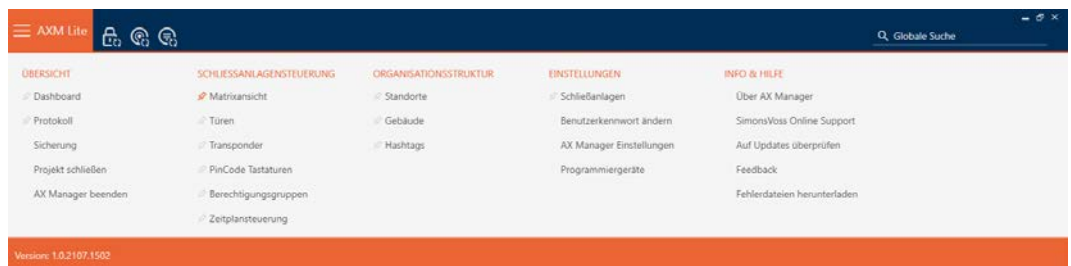 AXM Lite
Globale Suche
ÜBERSICHT
Dashboard
Protokoll
Sicherung
Projekt schließen
AX Manager beenden
SCHLIESSANLAGENSTEUERUNG
Matrixansicht
Türen
Transponder
PinCode Tastaturen
Berechtigungsgruppen
Zeitplansteuerung
ORGANISATIONSSTRUKTUR
Standorte
Gebäude
Hashtags
EINSTELLUNGEN
Schließanlagen
Benutzerkennwort ändern
AX Manager Einstellungen
Programmiergeräte
INFO & HILFE
Über AX Manager
SimonsVoss Online Support
Auf Updates überprüfen
Feedback
Fehlerdateien herunterladen
Version: 1.0.2107.1502